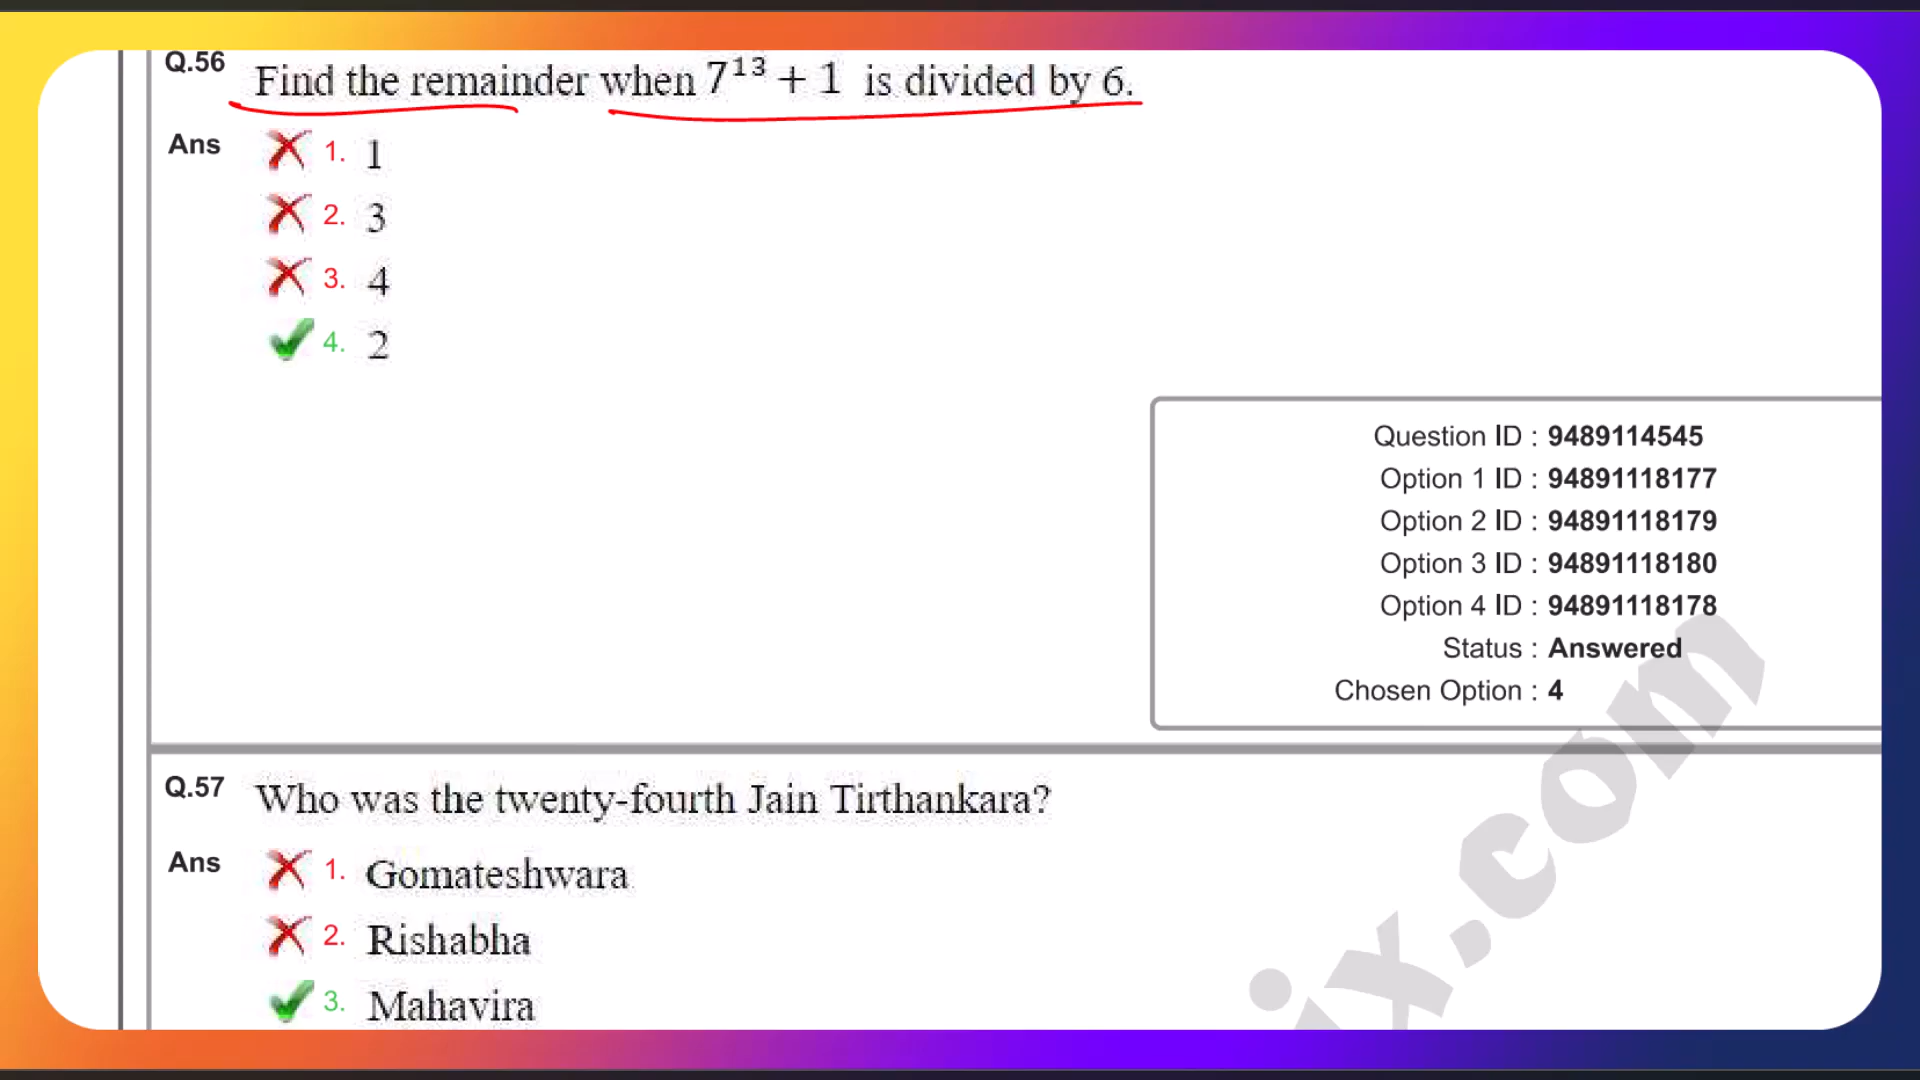 Q.56 Find the remainder when 7¹³ + 1 is divided by 6.
Ans 1. 1
2. 3
3. 4
4. 2
Question ID : 9489114545
Option 1 ID : 94891118177
Option 2 ID : 94891118179
Option 3 ID : 94891118180
Option 4 ID : 94891118178
Status : Answered
Chosen Option : 4
Q.57 Who was the twenty-fourth Jain Tirthankara?
Ans 1. Gomateshwara
2. Rishabha
3. Mahavira
ix.com